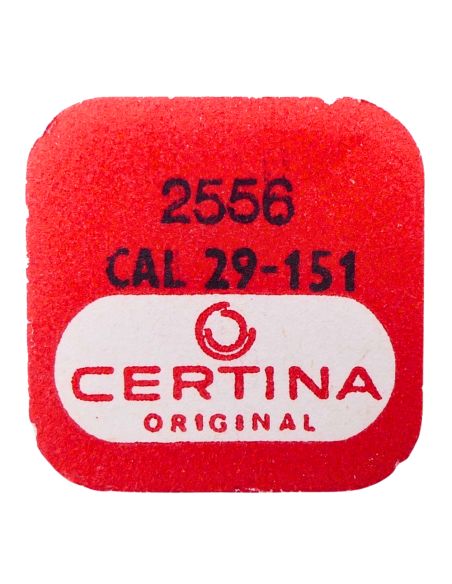 2556
CAL 29-151
CERTINA
ORIGINAL